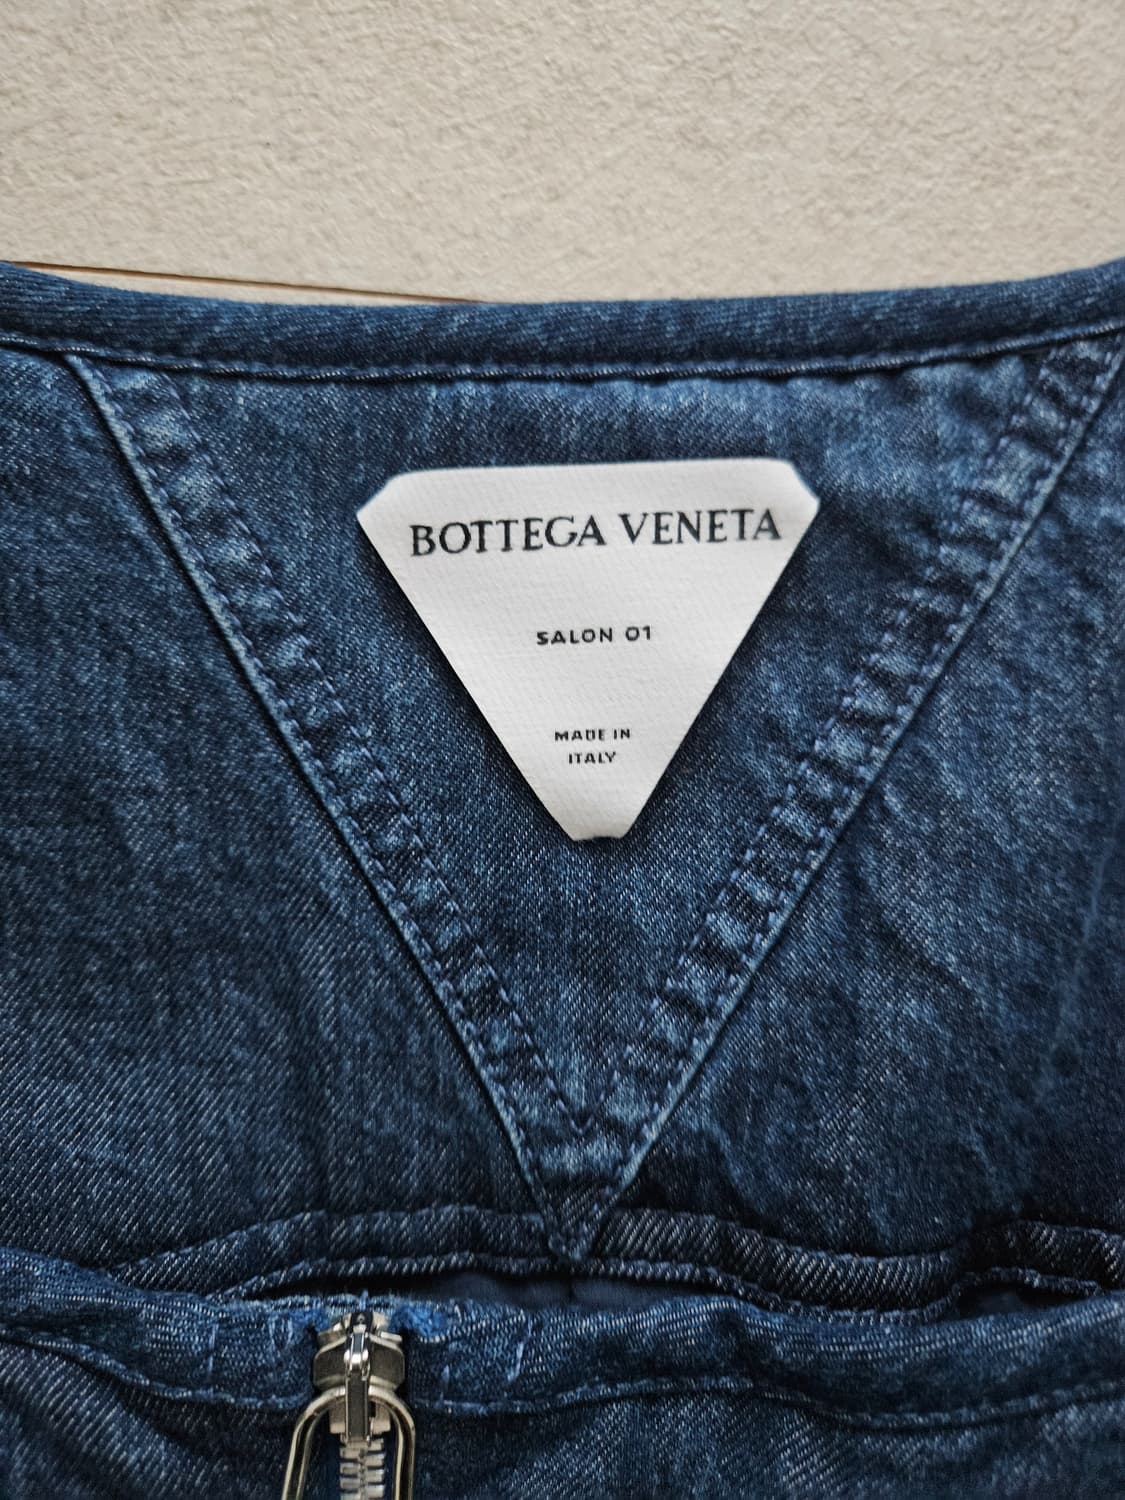 BOTTEGA VENETA
SALON 01
MADE IN
ITALY